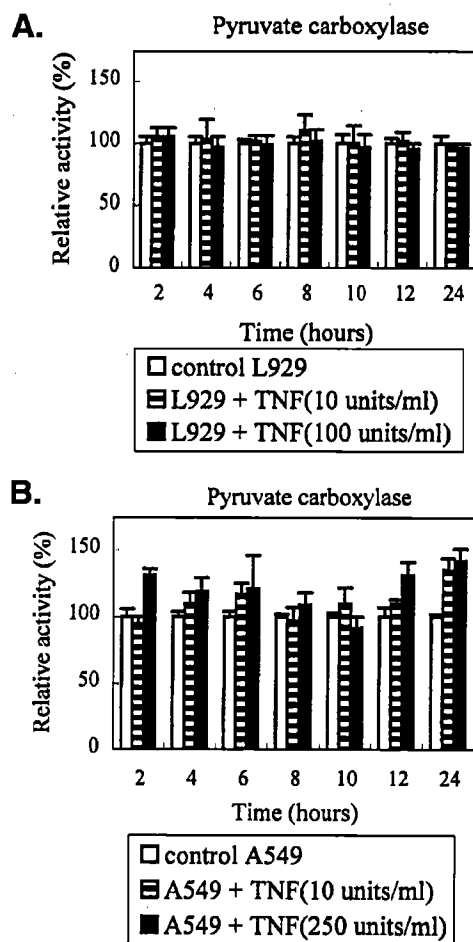 A.
Pyruvate carboxylase
Relative activity (%)
150
100
50
0
2 4 6 8 10 12 24
Time (hours)
control L929
L929 + TNF(10 units/ml)
L929 + TNF(100 units/ml)
B.
Pyruvate carboxylase
Relative activity (%)
150
100
50
0
2 4 6 8 10 12 24
Time (hours)
control A549
A549 + TNF(10 units/ml)
A549 + TNF(250 units/ml)